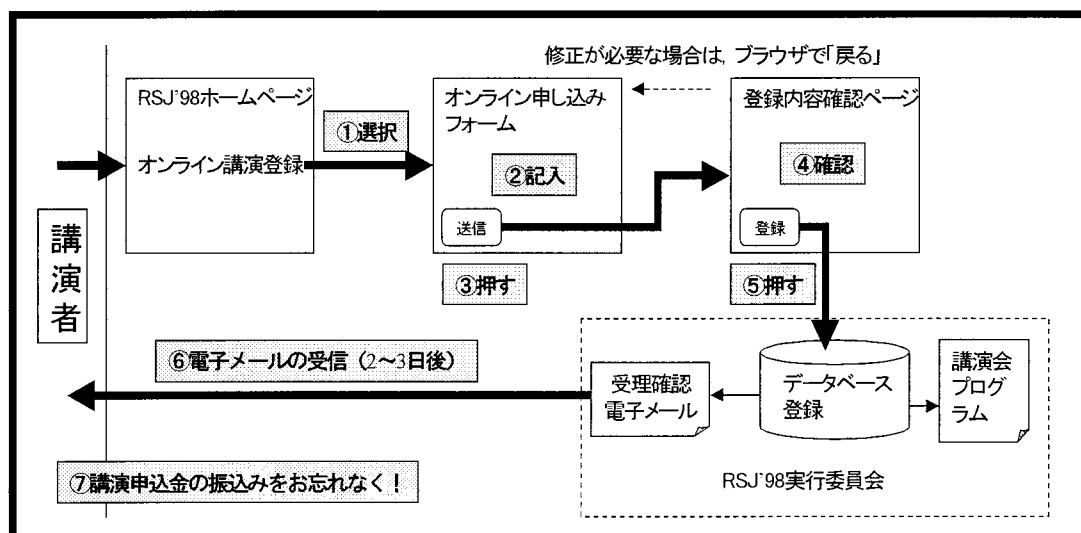 修正が必要な場合は, ブラウザで「戻る」
RSJ'98ホームページ
オンライン講演登録
①選択
オンライン申し込み
フォーム
②記入
送信
③押す
登録内容確認ページ
④確認
登録
⑤押す
講演者
⑥電子メールの受信（2～3日後）
受理確認
電子メール
データベース
登録
講演会
プログ
ラム
RSJ'98実行委員会
⑦講演申込金の振込みをお忘れなく！